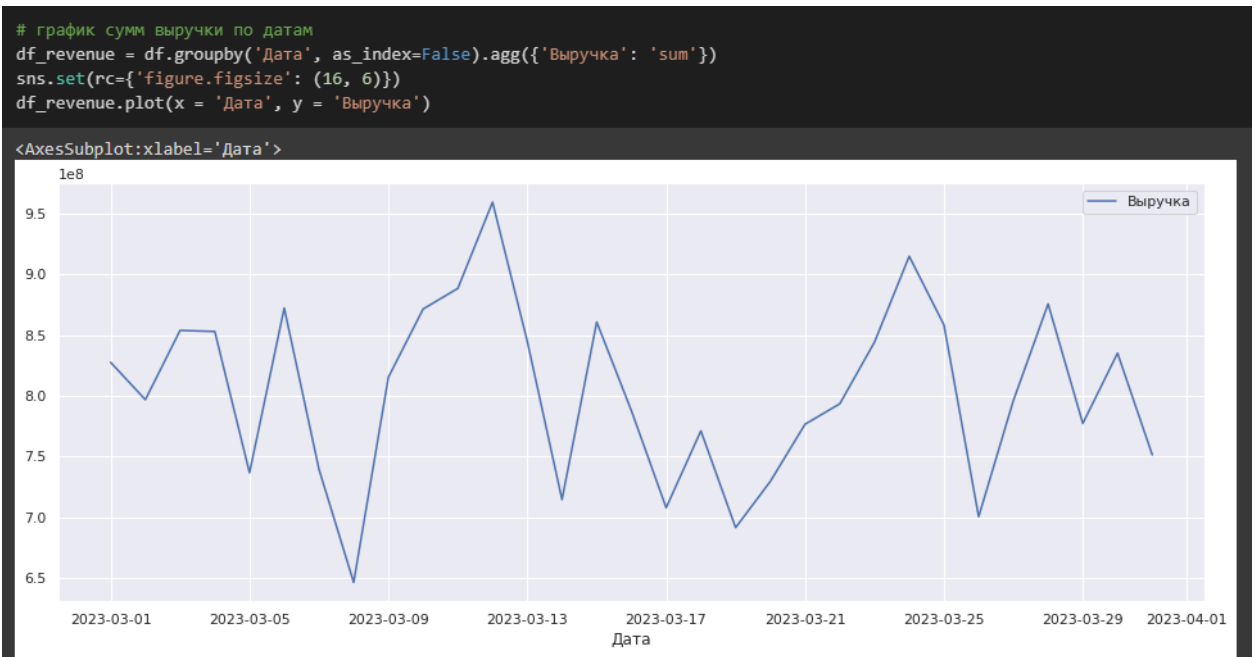 # график сумм выручки по датам
df_revenue = df.groupby('Дата', as_index=False).agg({'Выручка': 'sum'})
sns.set(rc={'figure.figsize': (16, 6)})
df_revenue.plot(x = 'Дата', y = 'Выручка')
<AxesSubplot:xlabel='Дата'>
1e8
Выручка
9.5
9.0
8.5
8.0
7.5
7.0
6.5
2023-03-01 2023-03-05 2023-03-09 2023-03-13 2023-03-17 2023-03-21 2023-03-25 2023-03-29 2023-04-01
Дата